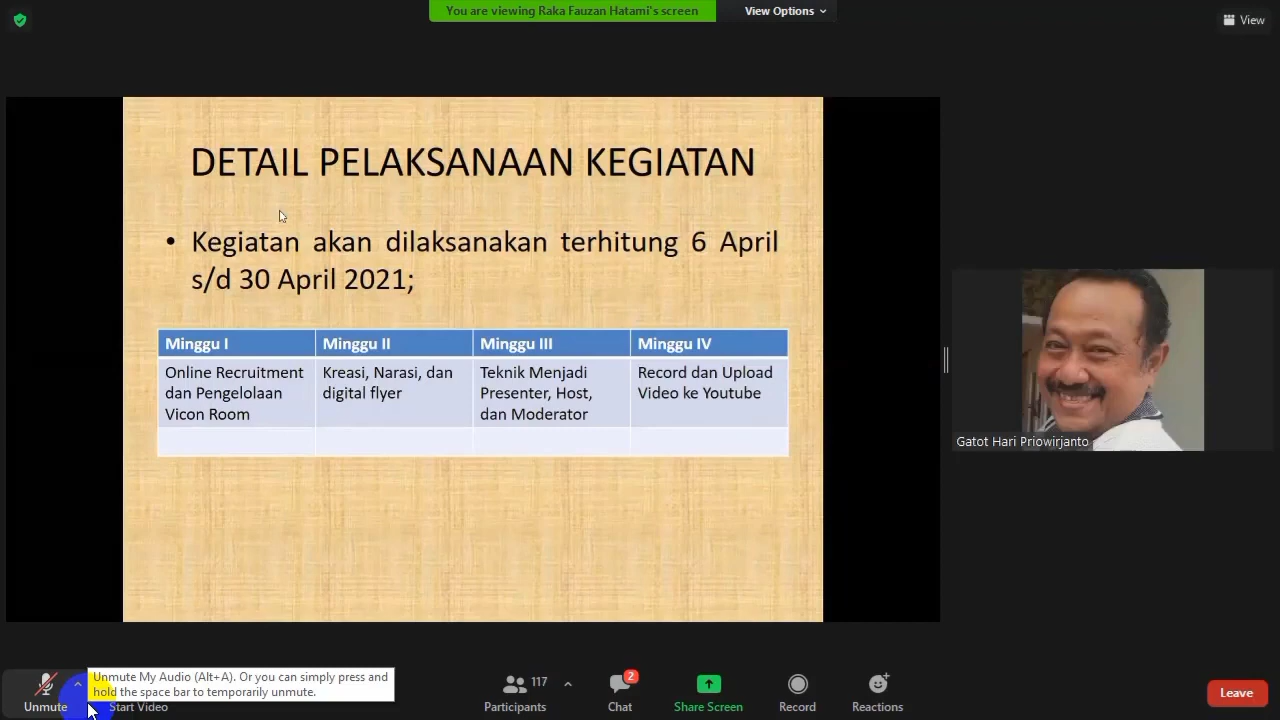 You are viewing Raka Fauzan Hatami's screen
View Options
View
DETAIL PELAKSANAAN KEGIATAN
• Kegiatan akan dilaksanakan terhitung 6 April
s/d 30 April 2021;
Minggu I
Minggu II
Minggu III
Minggu IV
Online Recruitment
dan Pengelolaan
Vicon Room
Kreasi, Narasi, dan
digital flyer
Teknik Menjadi
Presenter, Host,
dan Moderator
Record dan Upload
Video ke Youtube
Gatot Hari Priowirjanto
Unmute My Audio (Alt+A). Or you can simply press and
hold the space bar to temporarily unmute.
Unmute
Start Video
117
Participants
2
Chat
Share Screen
Record
Reactions
Leave